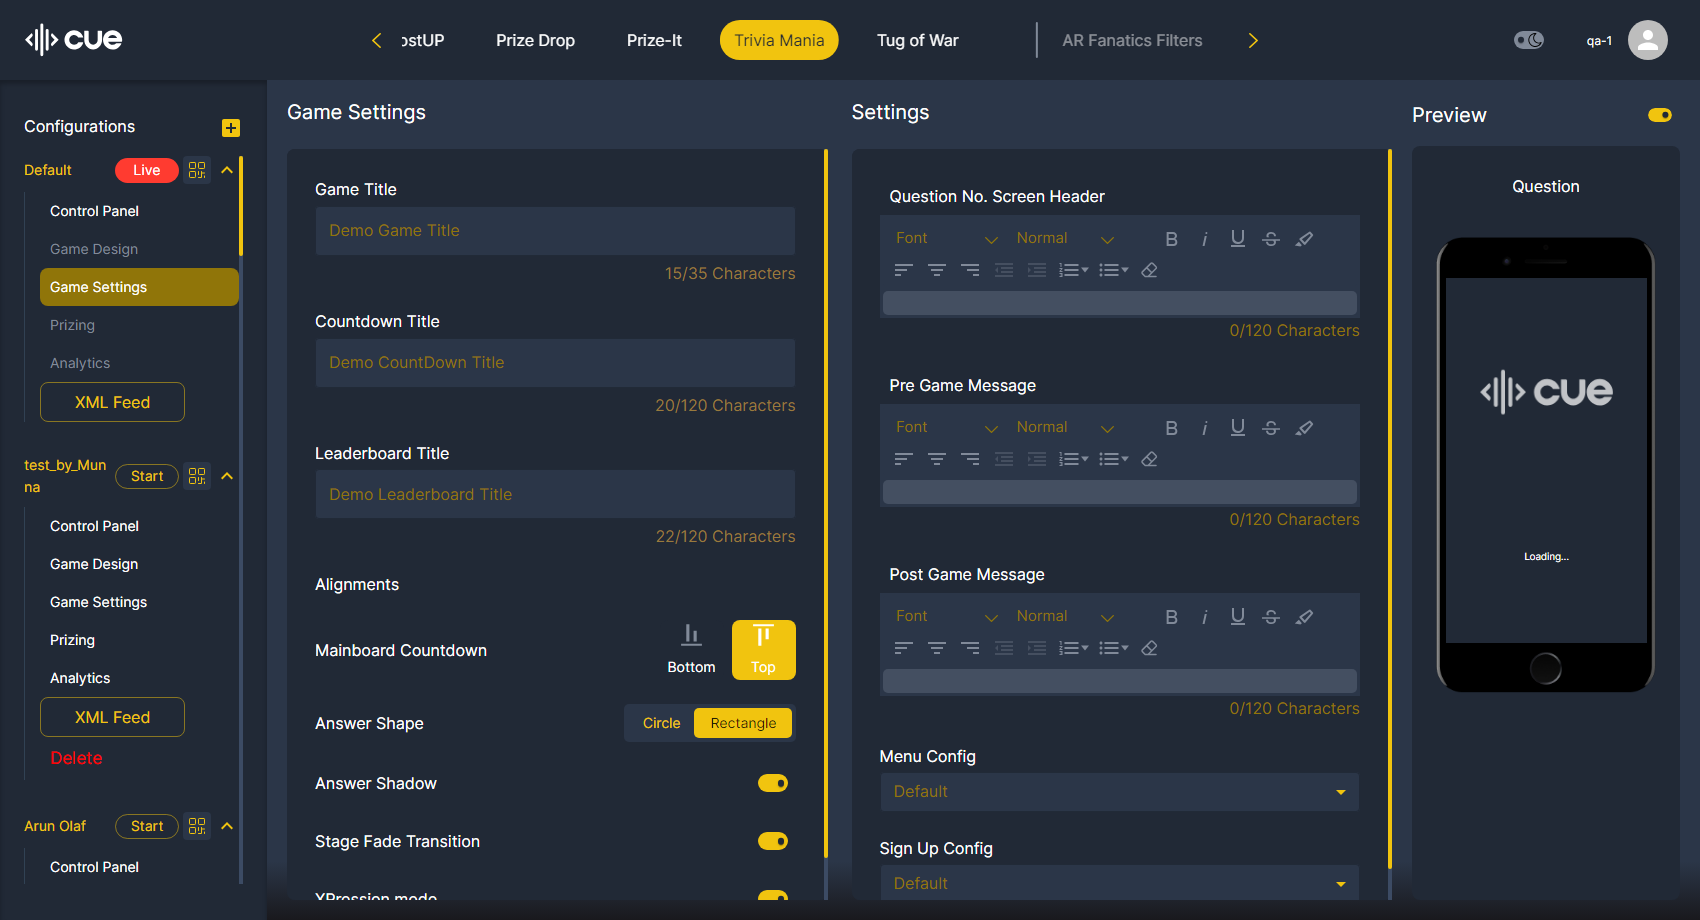 cue
ostUP
Prize Drop
Prize-It
Trivia Mania
Tug of War
AR Fanatics Filters
qa-1
Configurations
Default
Live
Control Panel
Game Design
Game Settings
Prizing
Analytics
XML Feed
test_by_Mun
na
Start
Control Panel
Game Design
Game Settings
Prizing
Analytics
XML Feed
Delete
Arun Olaf
Start
Control Panel
Game Settings
Game Title
Demo Game Title
15/35 Characters
Countdown Title
Demo CountDown Title
20/120 Characters
Leaderboard Title
Demo Leaderboard Title
22/120 Characters
Alignments
Mainboard Countdown
Bottom
Top
Answer Shape
Circle
Rectangle
Answer Shadow
Stage Fade Transition
XPression mode
Settings
Question No. Screen Header
Font
Normal
B
i
U
S
0/120 Characters
Pre Game Message
Font
Normal
B
i
U
S
0/120 Characters
Post Game Message
Font
Normal
B
i
U
S
0/120 Characters
Menu Config
Default
Sign Up Config
Default
Preview
Question
cue
Loading...